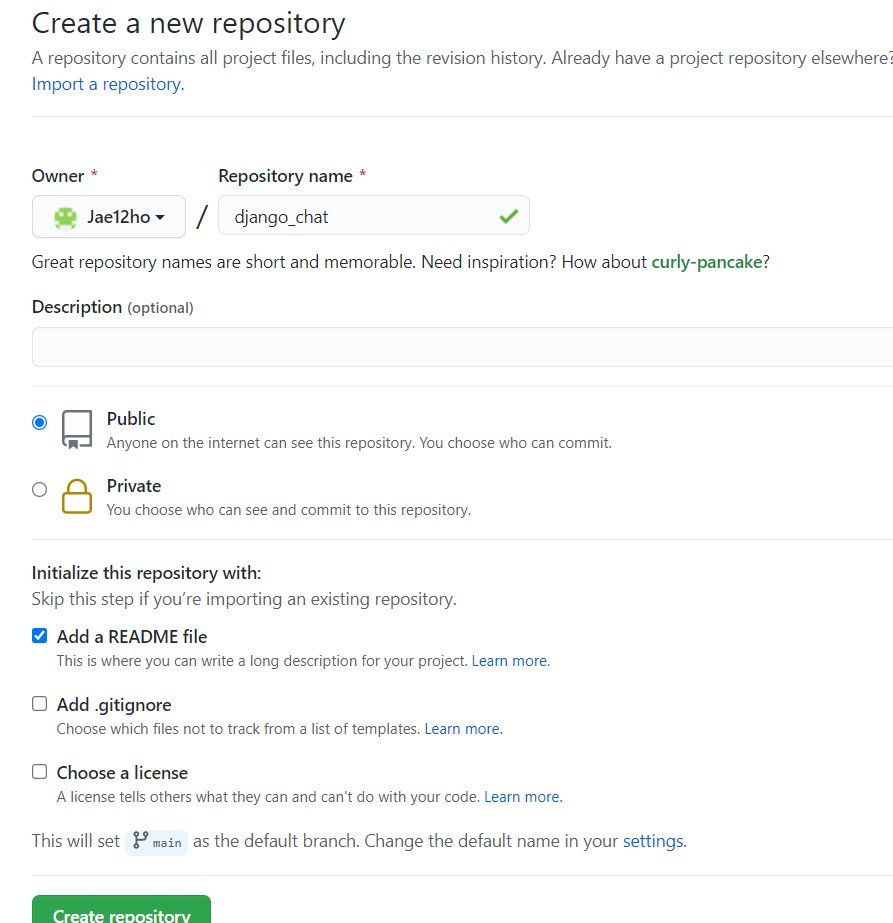 Create a new repository
A repository contains all project files, including the revision history. Already have a project repository elsewhere?
Import a repository.
Owner *
Repository name *
Jae12ho
/
django_chat
Great repository names are short and memorable. Need inspiration? How about curly-pancake?
Description (optional)
Public
Anyone on the internet can see this repository. You choose who can commit.
Private
You choose who can see and commit to this repository.
Initialize this repository with:
Skip this step if you’re importing an existing repository.
Add a README file
This is where you can write a long description for your project. Learn more.
Add .gitignore
Choose which files not to track from a list of templates. Learn more.
Choose a license
A license tells others what they can and can't do with your code. Learn more.
This will set main as the default branch. Change the default name in your settings.
Create repository